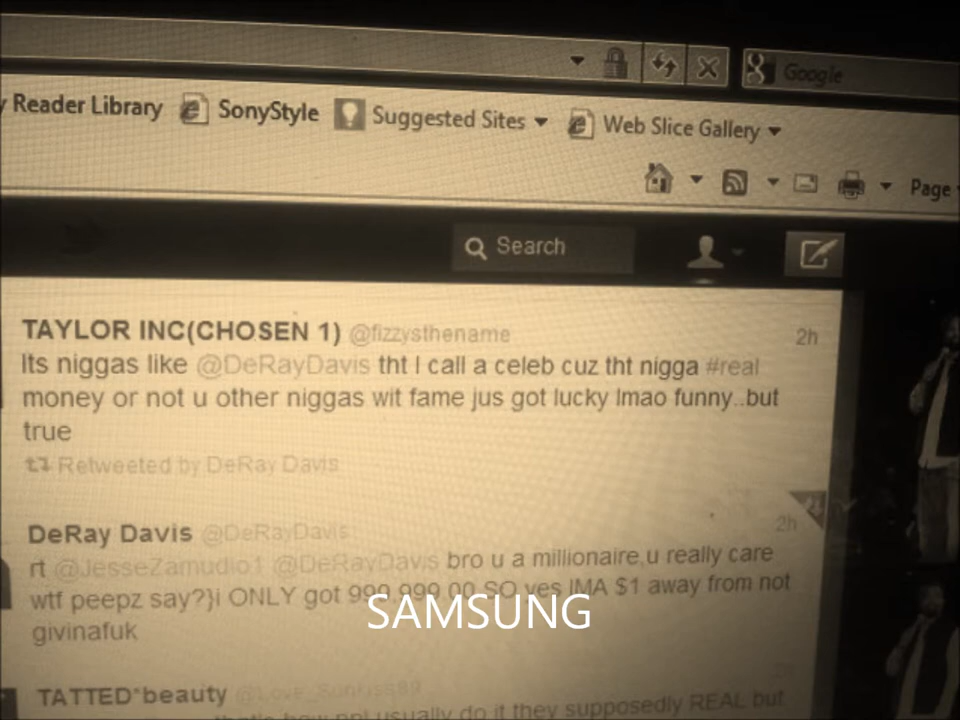 Reader Library SonyStyle Suggested Sites Web Slice Gallery
Google
Page
Search
TAYLOR INC(CHOSEN 1) @fizzysthename 2h
Its niggas like @DeRayDavis tht I call a celeb cuz tht nigga #real
money or not u other niggas wit fame jus got lucky lmao funny..but
true
Retweeted by DeRay Davis
DeRay Davis @DeRayDavis 2h
rt @JesseZamudio1 @DeRayDavis bro u a millionaire u really care
wtf peepz say?}i ONLY got 999,999.00 SO yes IMA $1 away from not
givinafuk
SAMSUNG
TATTED*beauty
usually do it they supposedly REAL but